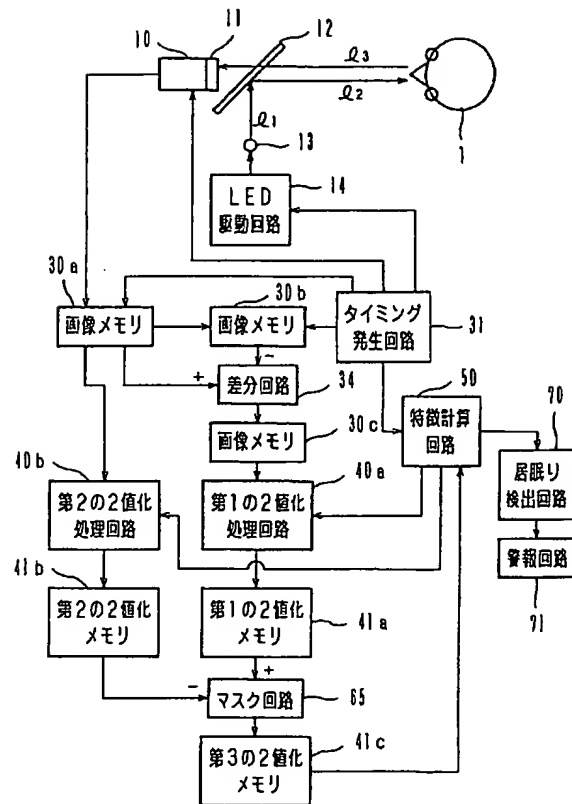 10
11
12
ℓ3
ℓ2
ℓ1
13
1
14
LED
駆動回路
30a
30b
画像メモリ
画像メモリ
タイミング
発生回路
31
+
-
差分回路
34
50
特徴計算
回路
70
画像メモリ
30c
居眠り
検出回路
40b
40a
第2の2値化
処理回路
第1の2値化
処理回路
警報回路
71
41b
第2の2値化
メモリ
第1の2値化
メモリ
41a
-
+
マスク回路
65
第3の2値化
メモリ
41c